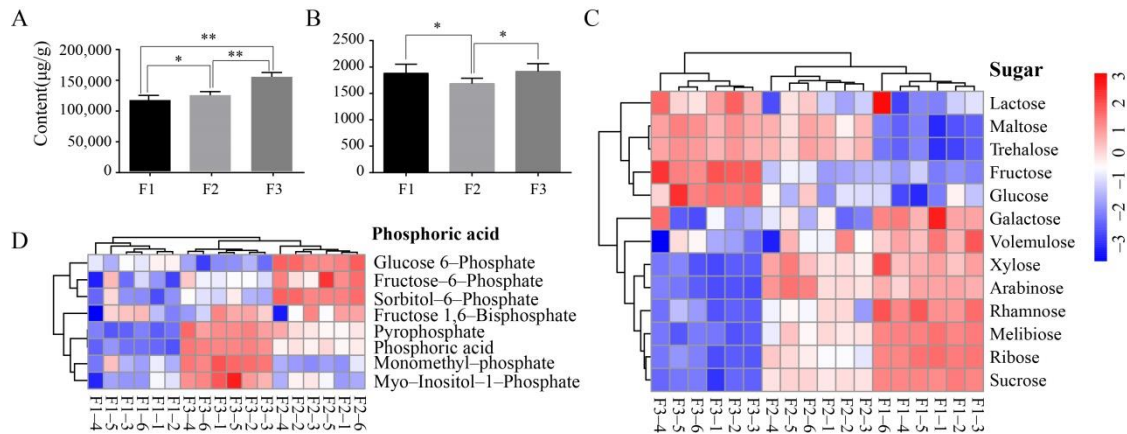 A
**
*
**
Content(μg/g)
200,000
150,000
100,000
50,000
0
F1
F2
F3
B
*
*
2500
2000
1500
1000
500
0
F1
F2
F3
C
Sugar
Lactose
Maltose
Trehalose
Fructose
Glucose
Galactose
Volemulose
Xylose
Arabinose
Rhamnose
Melibiose
Ribose
Sucrose
F3–4
F3–5
F3–6
F3–1
F3–2
F3–3
F2–4
F2–5
F2–6
F2–1
F2–2
F2–3
F1–6
F1–4
F1–5
F1–1
F1–2
F1–3
3
2
1
0
−1
−2
−3
D
Phosphoric acid
Glucose 6–Phosphate
Fructose–6–Phosphate
Sorbitol–6–Phosphate
Fructose 1,6–Bisphosphate
Pyrophosphate
Phosphoric acid
Monomethyl–phosphate
Myo–Inositol–1–Phosphate
F1–4
F1–5
F1–3
F1–6
F1–1
F1–2
F3–4
F3–6
F3–1
F3–5
F3–2
F3–3
F2–4
F2–3
F2–5
F2–2
F2–1
F2–6